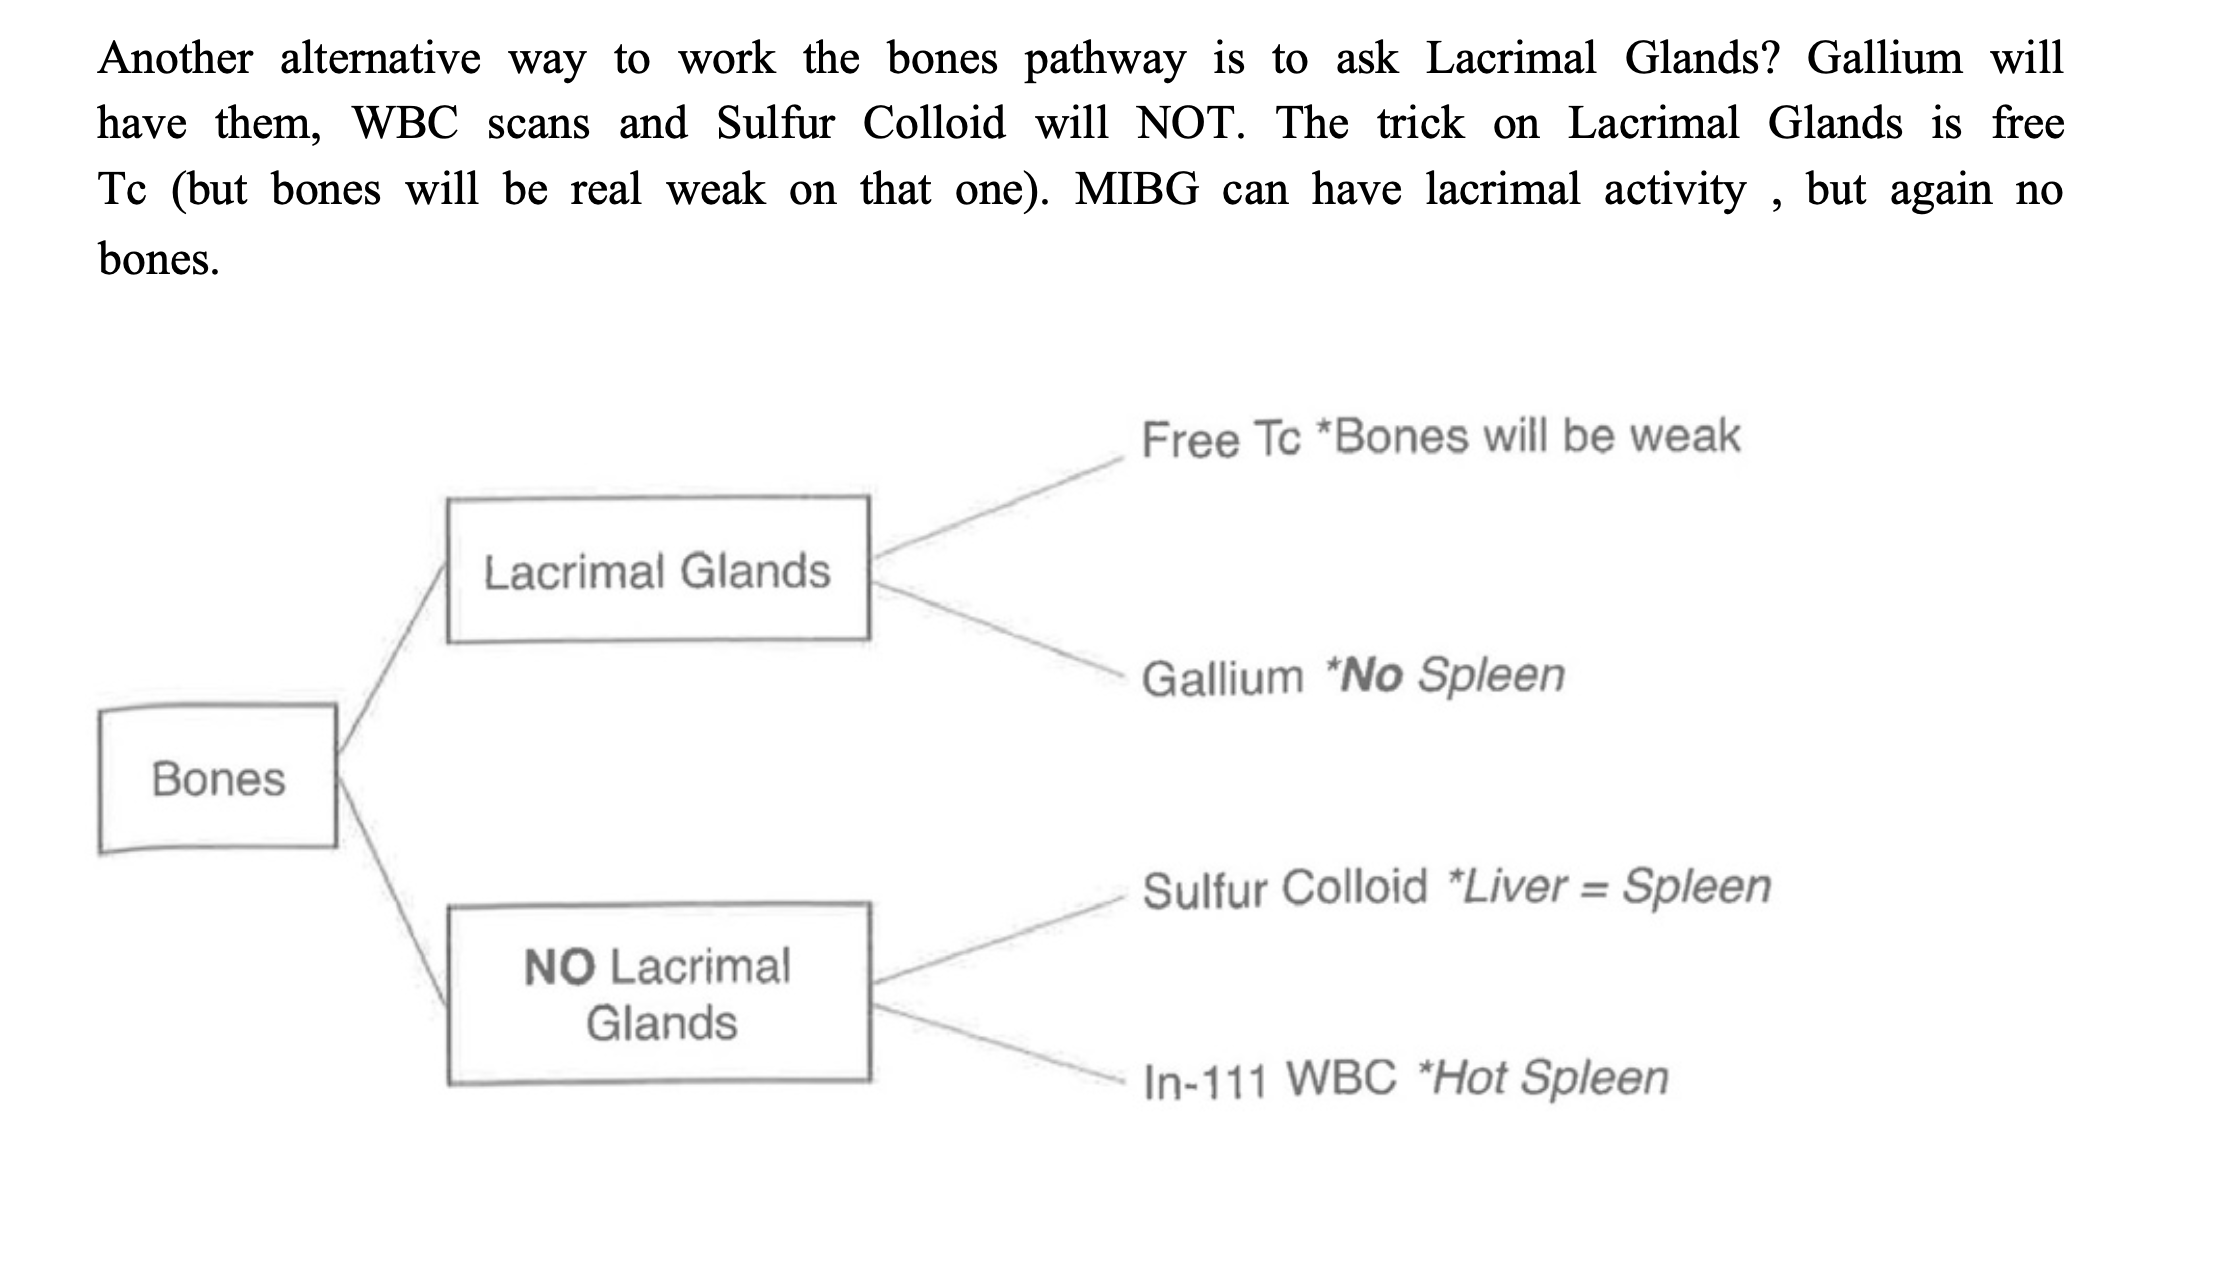 Another alternative way to work the bones pathway is to ask Lacrimal Glands? Gallium will
have them, WBC scans and Sulfur Colloid will NOT. The trick on Lacrimal Glands is free
Tc (but bones will be real weak on that one). MIBG can have lacrimal activity , but again no
bones.
Free Tc *Bones will be weak
Lacrimal Glands
Gallium *No Spleen
Bones
Sulfur Colloid *Liver = Spleen
NO Lacrimal
Glands
In-111 WBC *Hot Spleen